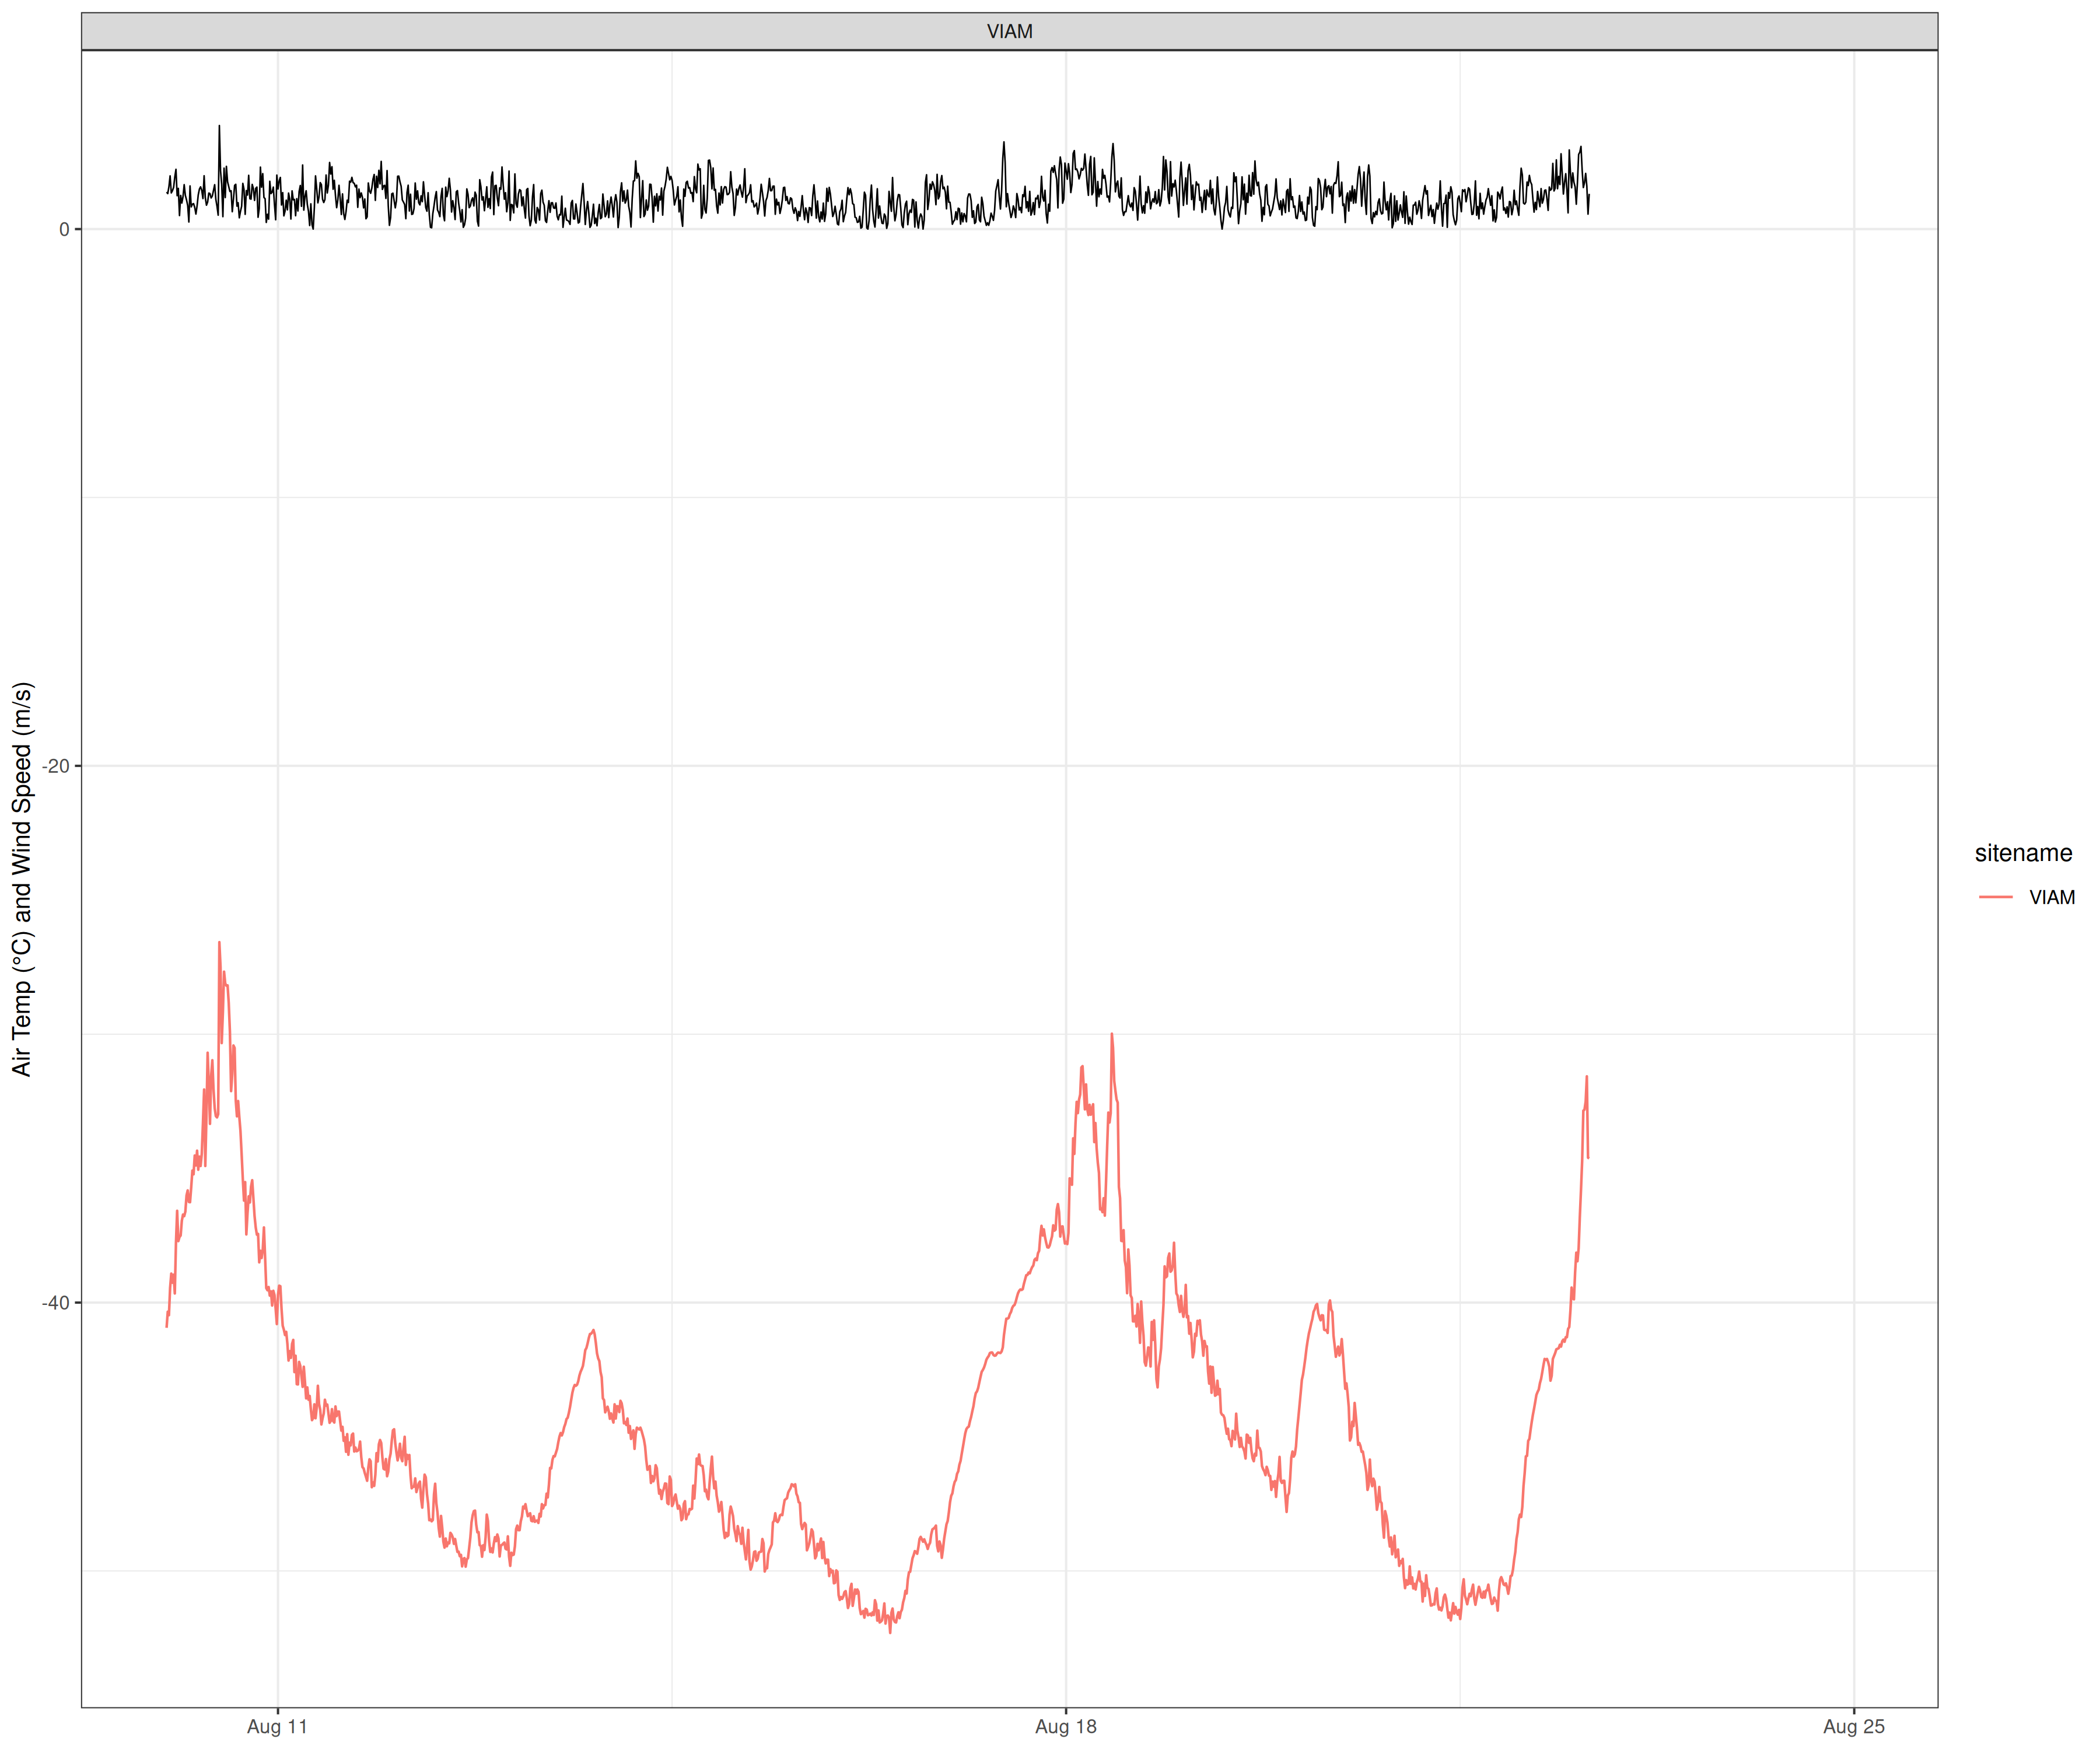 VIAM
0
-20
-40
Air Temp (°C) and Wind Speed (m/s)
Aug 11
Aug 18
Aug 25
sitename
VIAM